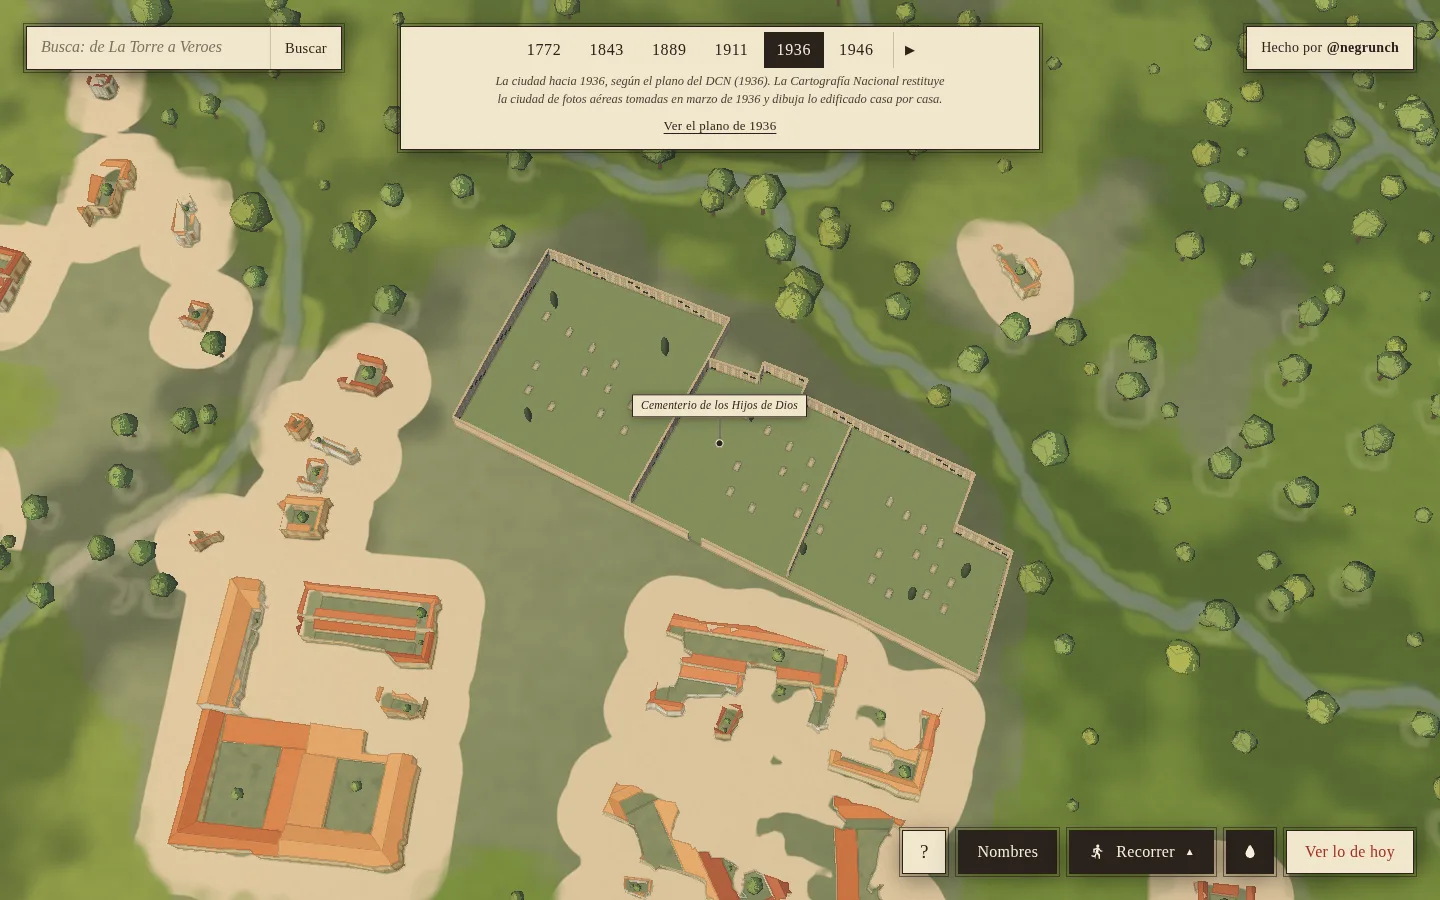 Busca: de La Torre a Veroes
Buscar
1772 1843 1889 1911 1936 1946 ▶
La ciudad hacia 1936, según el plano del DCN (1936). La Cartografía Nacional restituye
la ciudad de fotos aéreas tomadas en marzo de 1936 y dibuja lo edificado casa por casa.
Ver el plano de 1936
Hecho por @negrunch
Cementerio de los Hijos de Dios
?
Nombres
Recorrer ▲
Ver lo de hoy